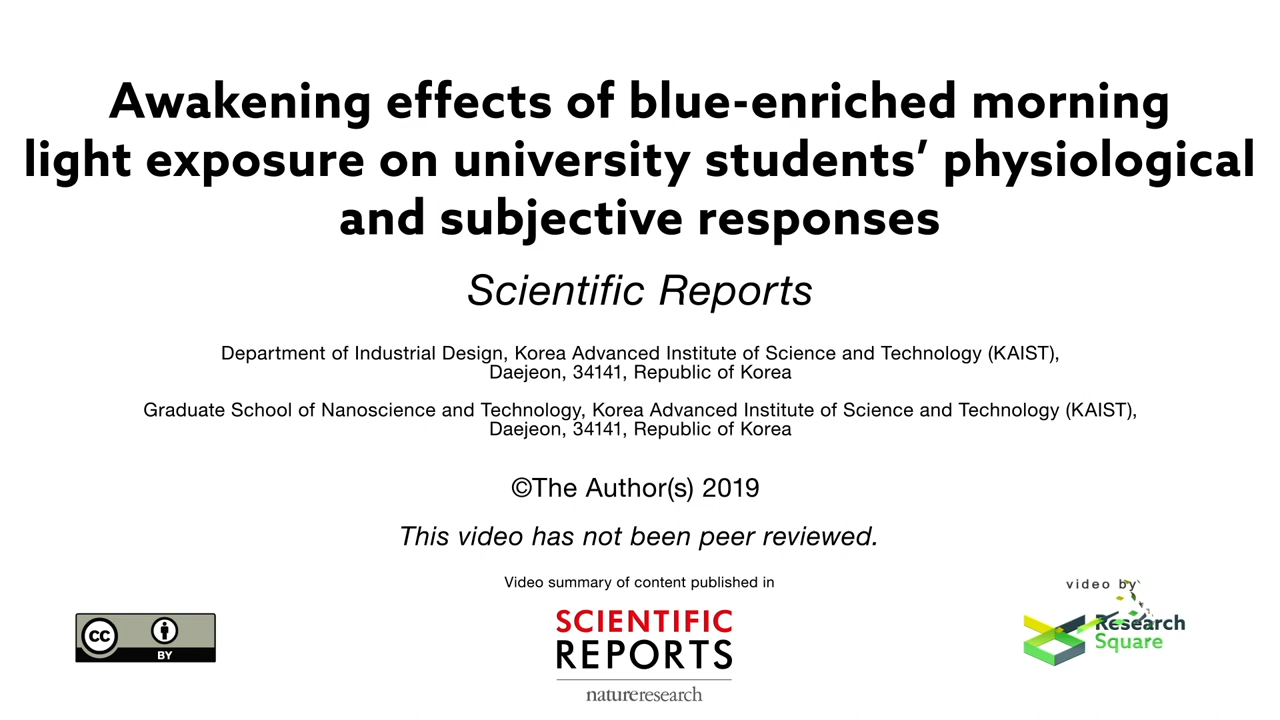 Awakening effects of blue-enriched morning
light exposure on university students’ physiological
and subjective responses
Scientific Reports
Department of Industrial Design, Korea Advanced Institute of Science and Technology (KAIST),
Daejeon, 34141, Republic of Korea
Graduate School of Nanoscience and Technology, Korea Advanced Institute of Science and Technology (KAIST),
Daejeon, 34141, Republic of Korea
©The Author(s) 2019
This video has not been peer reviewed.
Video summary of content published in
SCIENTIFIC
REPORTS
natureresearch
cc
BY
video by
Research
Square